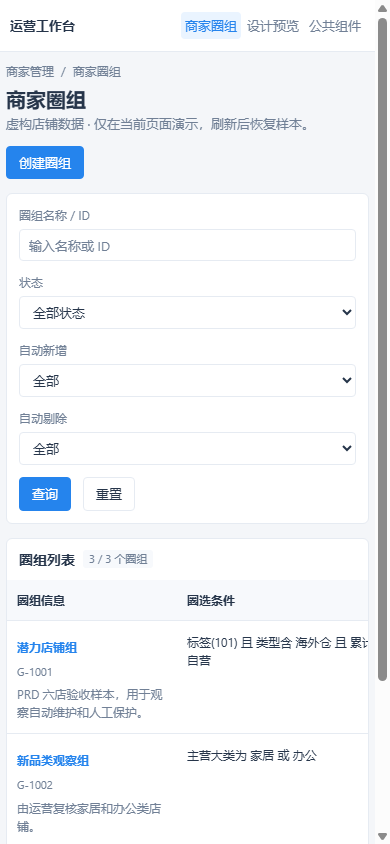 运营工作台
商家圈组 设计预览 公共组件
商家管理 / 商家圈组
商家圈组
虚构店铺数据 · 仅在当前页面演示，刷新后恢复样本。
创建圈组
圈组名称 / ID
输入名称或 ID
状态
全部状态
自动新增
全部
自动剔除
全部
查询 重置
圈组列表 3 / 3 个圈组
圈组信息 圈选条件
潜力店铺组
G-1001
PRD 六店验收样本，用于观
察自动维护和人工保护。
标签(101) 且 类型含 海外仓 且 累
自营
新品类观察组
G-1002
由运营复核家居和办公类店
铺。
主营大类为 家居 或 办公